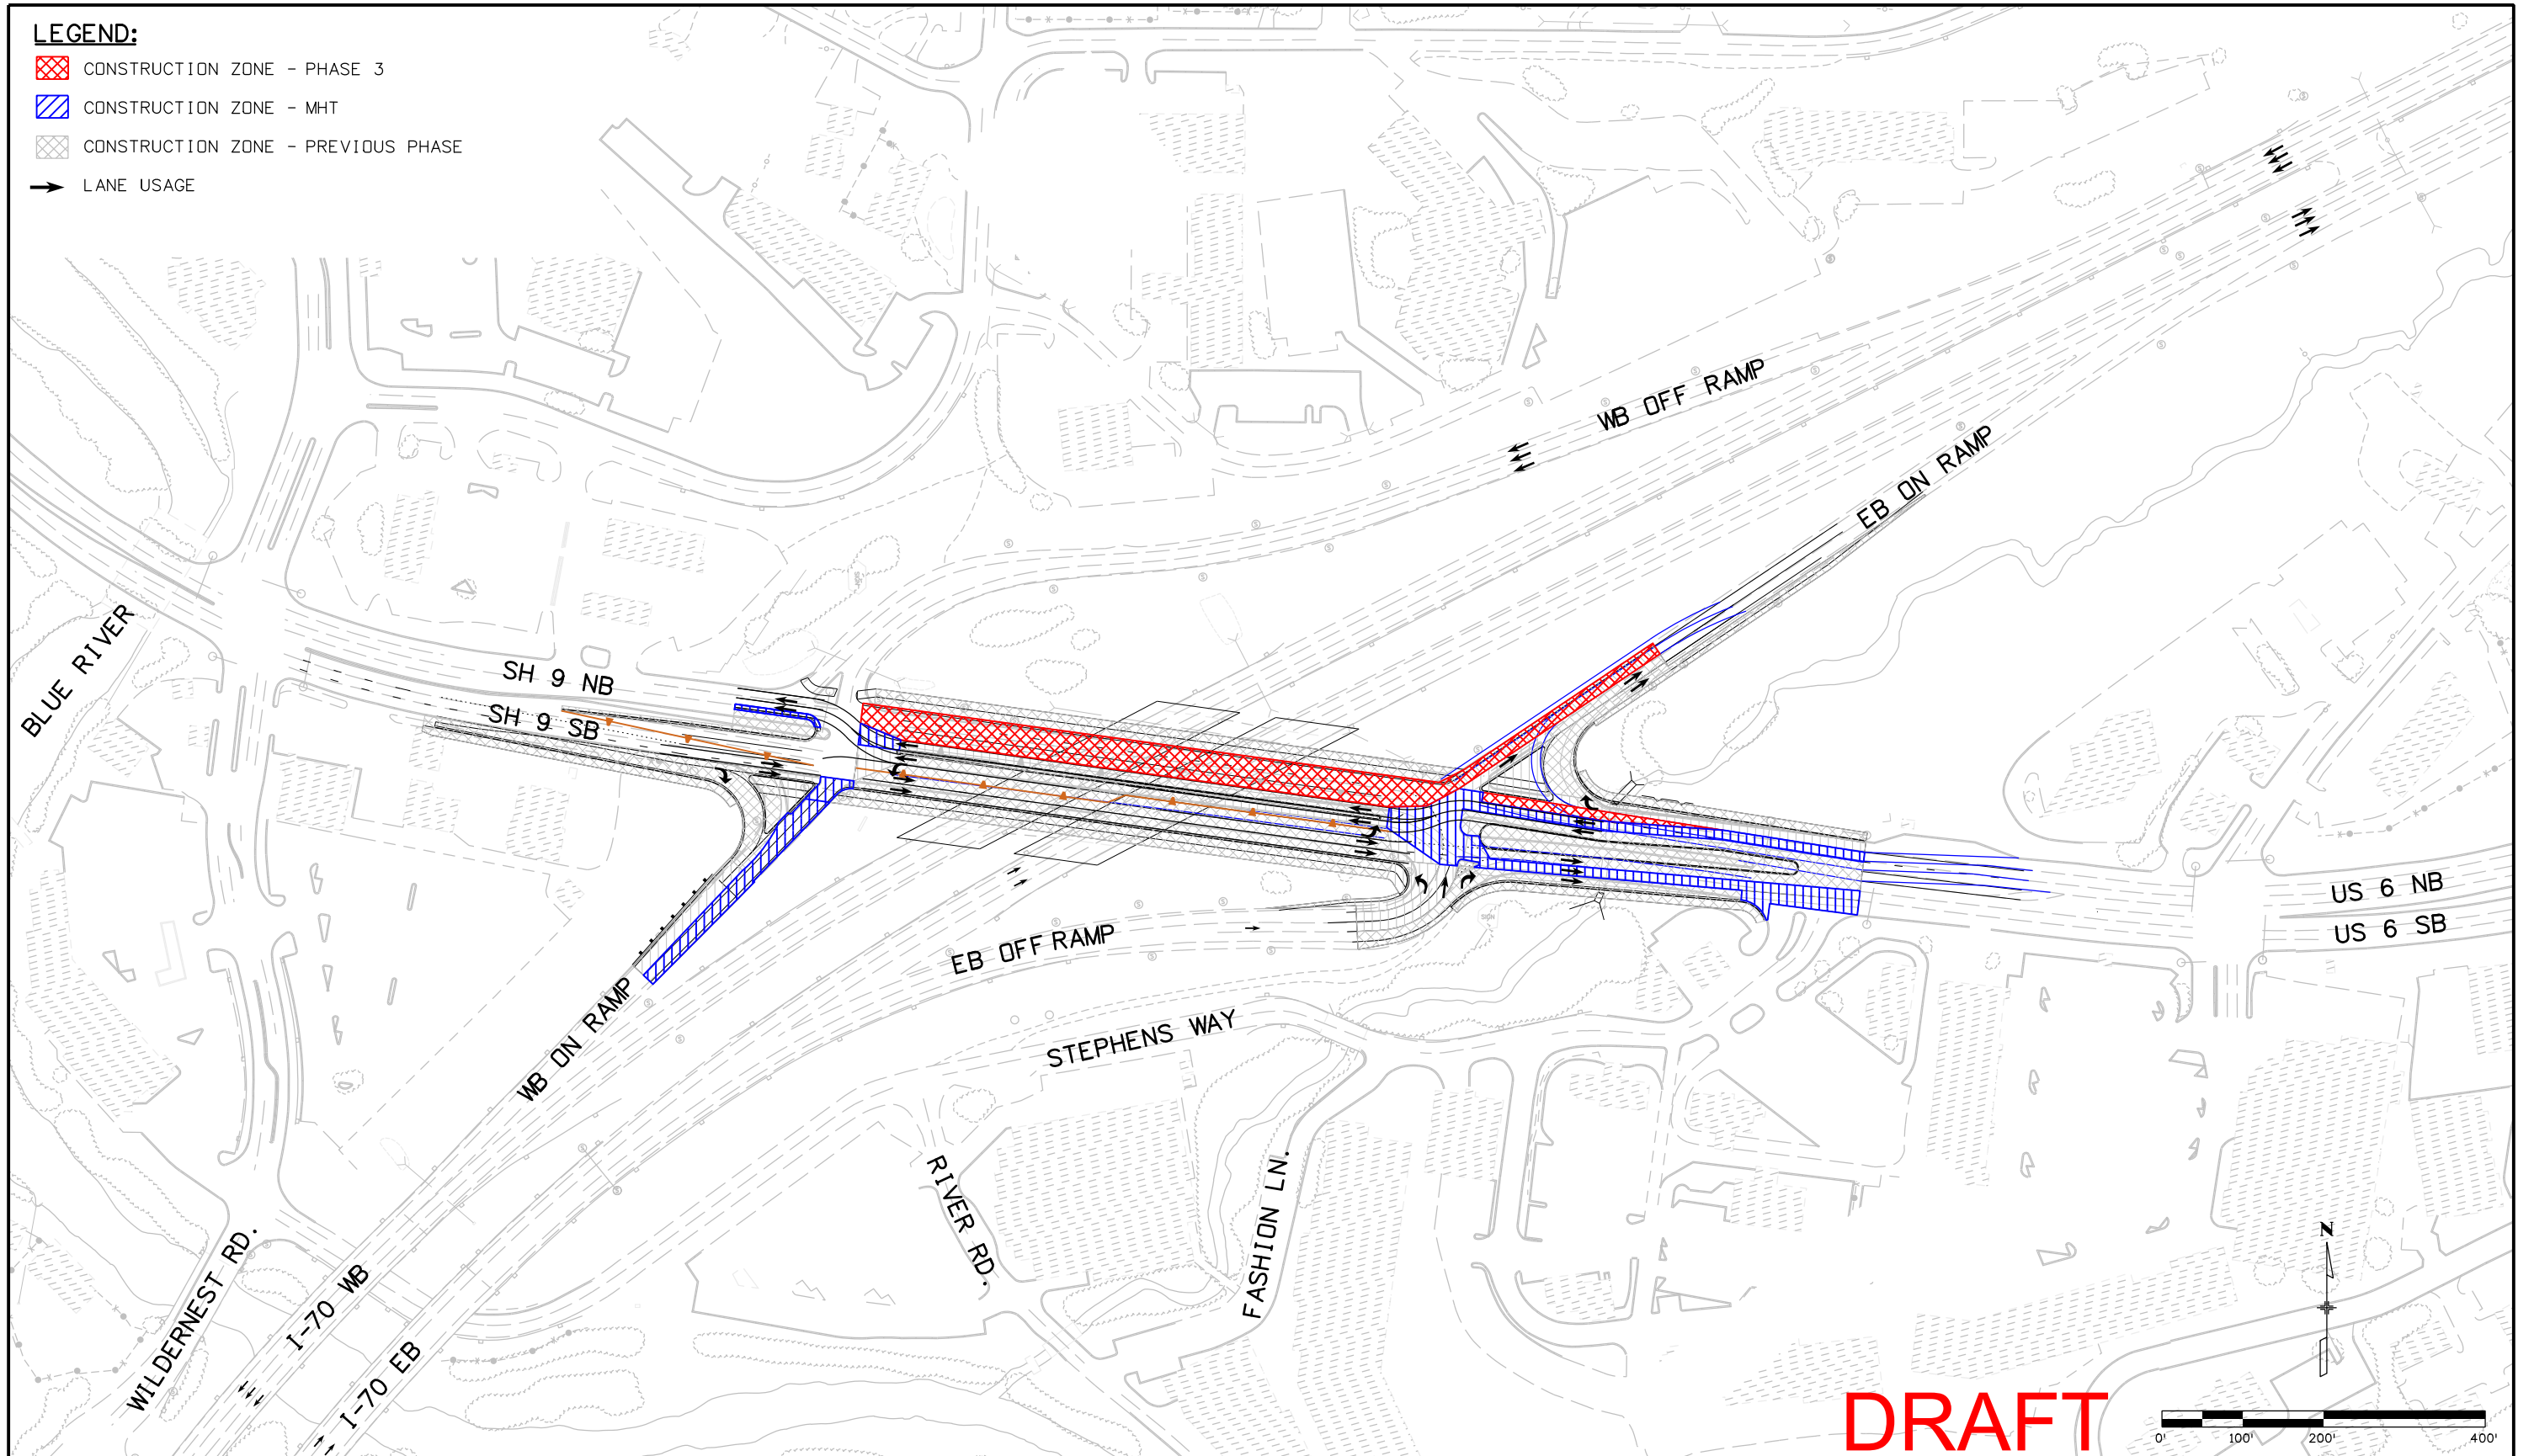 LEGEND:
CONSTRUCTION ZONE - PHASE 3
CONSTRUCTION ZONE - MHT
CONSTRUCTION ZONE - PREVIOUS PHASE
LANE USAGE
WB OFF RAMP
EB ON RAMP
BLUE RIVER
SH 9 NB
SH 9 SB
SIGN
US 6 NB
US 6 SB
SIGN
EB OFF RAMP
WB ON RAMP
STEPHENS WAY
RIVER RD.
FASHION LN.
WILDERNEST RD.
I-70 WB
I-70 EB
N
DRAFT
0' 100' 200' 400'